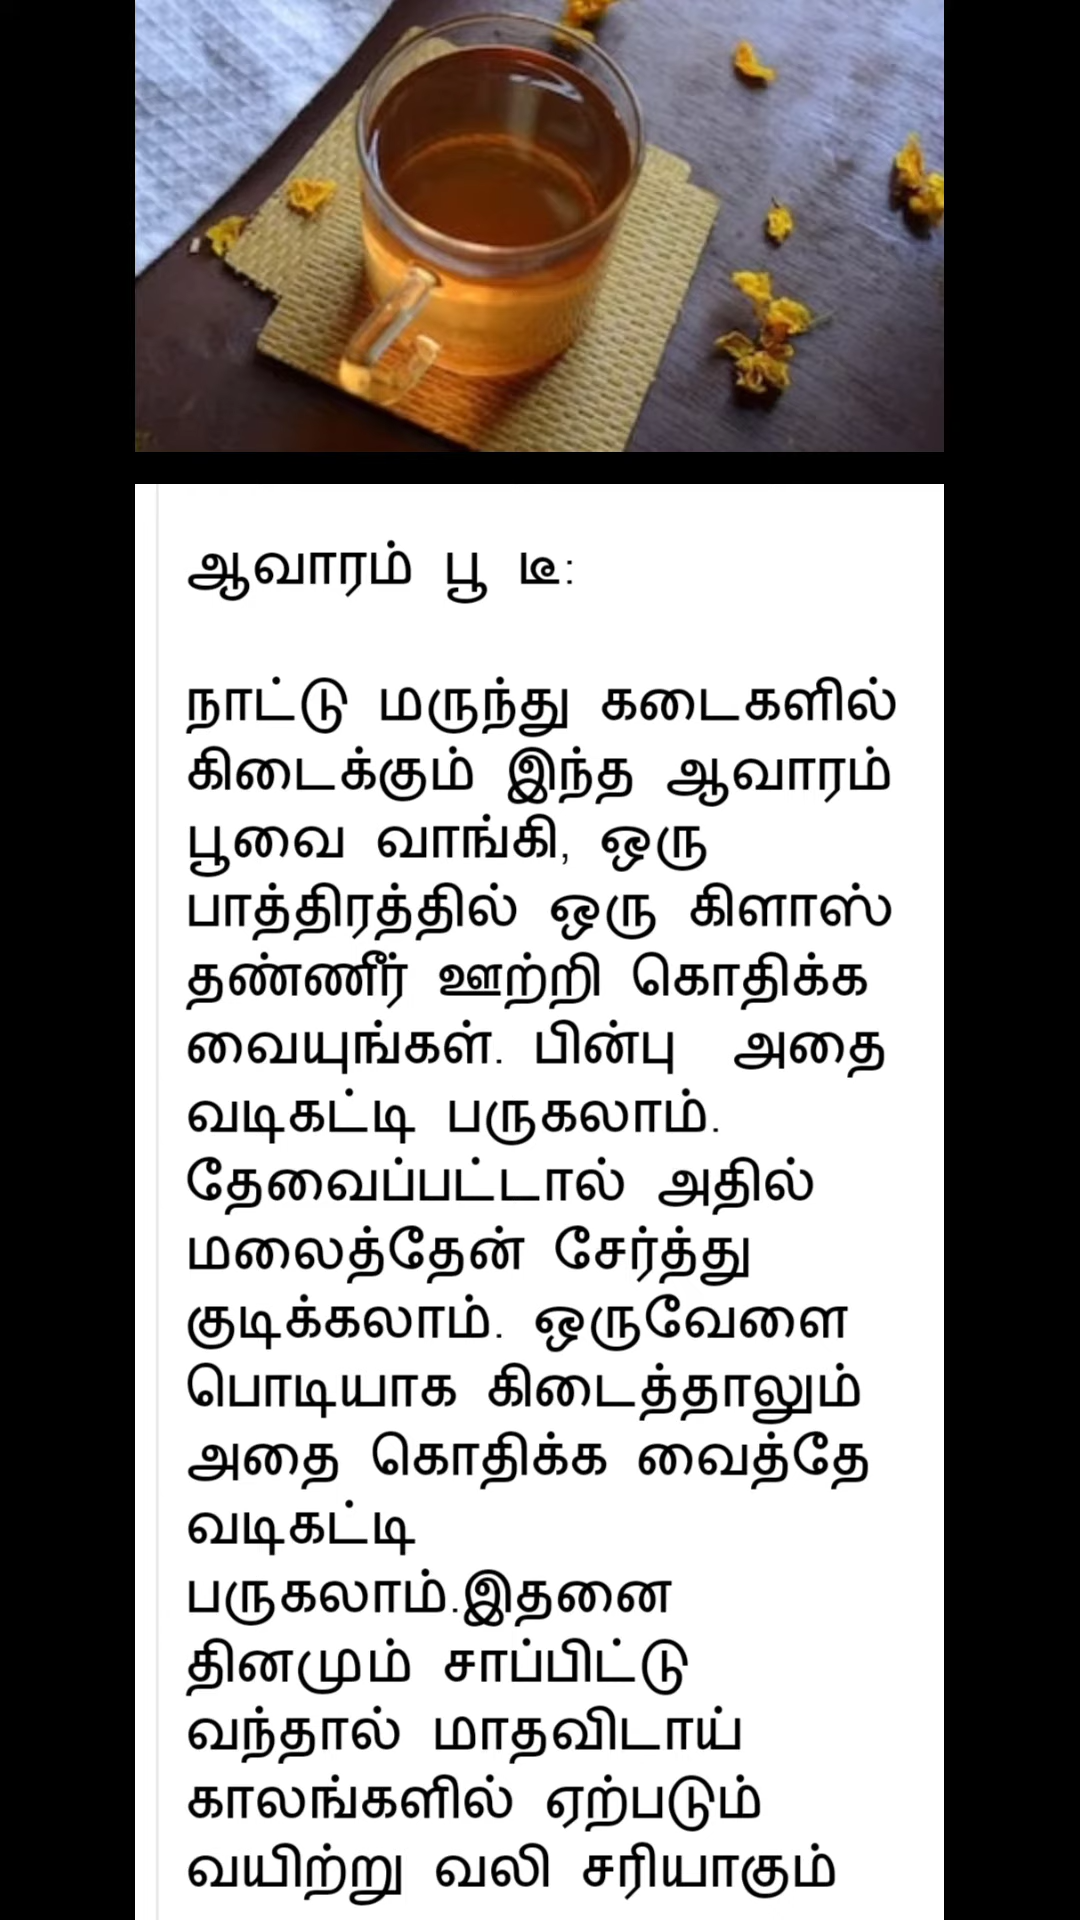 ஆவாரம் பூ டீ:
நாட்டு மருந்து கடைகளில்
கிடைக்கும் இந்த ஆவாரம்
பூவை வாங்கி, ஒரு
பாத்திரத்தில் ஒரு கிளாஸ்
தண்ணீர் ஊற்றி கொதிக்க
வையுங்கள். பின்பு அதை
வடிகட்டி பருகலாம்.
தேவைப்பட்டால் அதில்
மலைத்தேன் சேர்த்து
குடிக்கலாம். ஒருவேளை
பொடியாக கிடைத்தாலும்
அதை கொதிக்க வைத்தே
வடிகட்டி
பருகலாம்.இதனை
தினமும் சாப்பிட்டு
வந்தால் மாதவிடாய்
காலங்களில் ஏற்படும்
வயிற்று வலி சரியாகும்